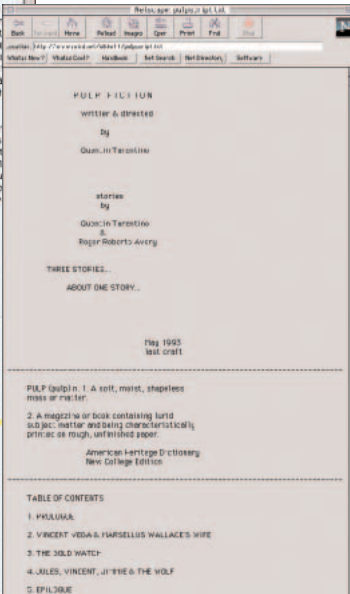 Netscape: pulpscript.txt
Back Forward Home Reload Images Open Print Find Stop
Location: http://
What's New? What's Cool? Handbook Net Search Net Directory Software
PULP FICTION
written & directed
by
Quentin Tarantino
stories
by
Quentin Tarantino
&
Roger Roberts Avary
THREE STORIES...
ABOUT ONE STORY...
May 1993
last draft
PULP (pulp) n. 1. A soft, moist, shapeless
mass or matter.
2. A magazine or book containing lurid
subject matter and being characteristically
printed on rough, unfinished paper.
American Heritage Dictionary
New College Edition
TABLE OF CONTENTS
1. PROLOGUE
2. VINCENT VEGA & MARSELLUS WALLACE'S WIFE
3. THE GOLD WATCH
4. JULES, VINCENT, JIMMIE & THE WOLF
5. EPILOGUE